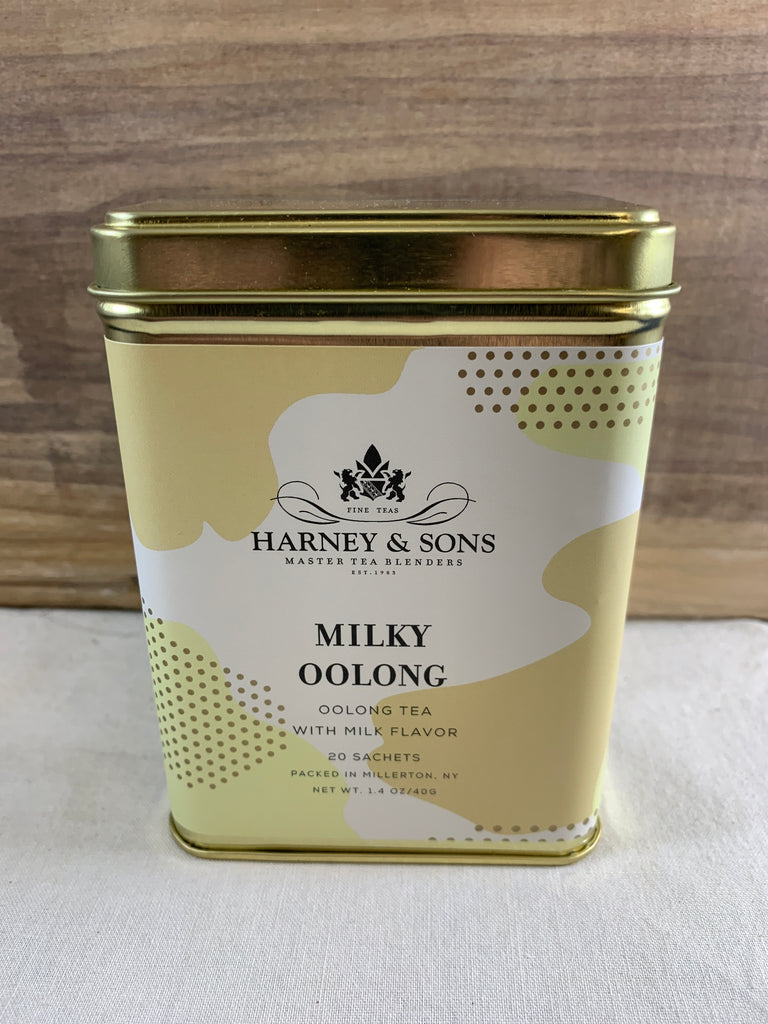 FINE TEAS
HARNEY & SONS
MASTER TEA BLENDERS
EST. 1983
MILKY
OOLONG
OOLONG TEA
WITH MILK FLAVOR
20 SACHETS
PACKED IN MILLERTON, NY
NET WT. 1.4 OZ/40G